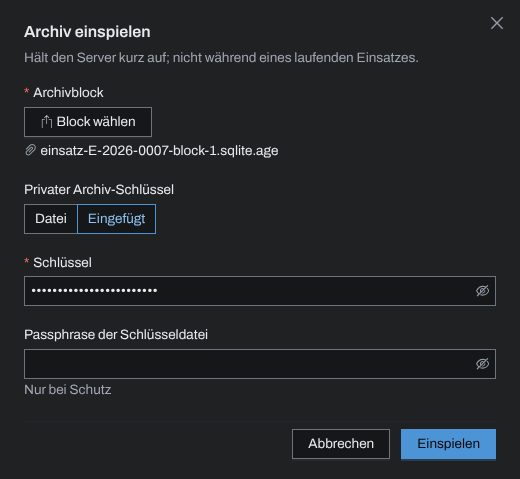 Archiv einspielen
Hält den Server kurz auf; nicht während eines laufenden Einsatzes.
* Archivblock
Block wählen
einsatz-E-2026-0007-block-1.sqlite.age
Privater Archiv-Schlüssel
Datei Eingefügt
* Schlüssel
••••••••••••••••••••••••
Passphrase der Schlüsseldatei
Nur bei Schutz
Abbrechen Einspielen